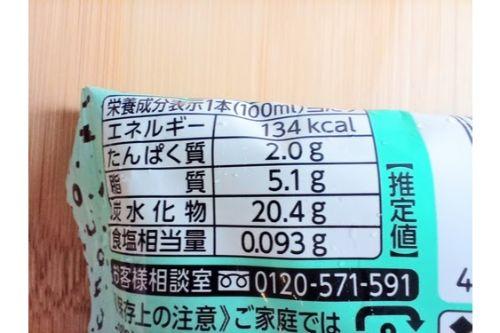 栄養成分表示1本(100ml)当たり
エネルギー 134 kcal
たんぱく質 2.0 g
脂質 5.1 g
炭水化物 20.4 g
食塩相当量 0.093 g
【推定値】
お客様相談室 0120-571-591
《保存上の注意》ご家庭では